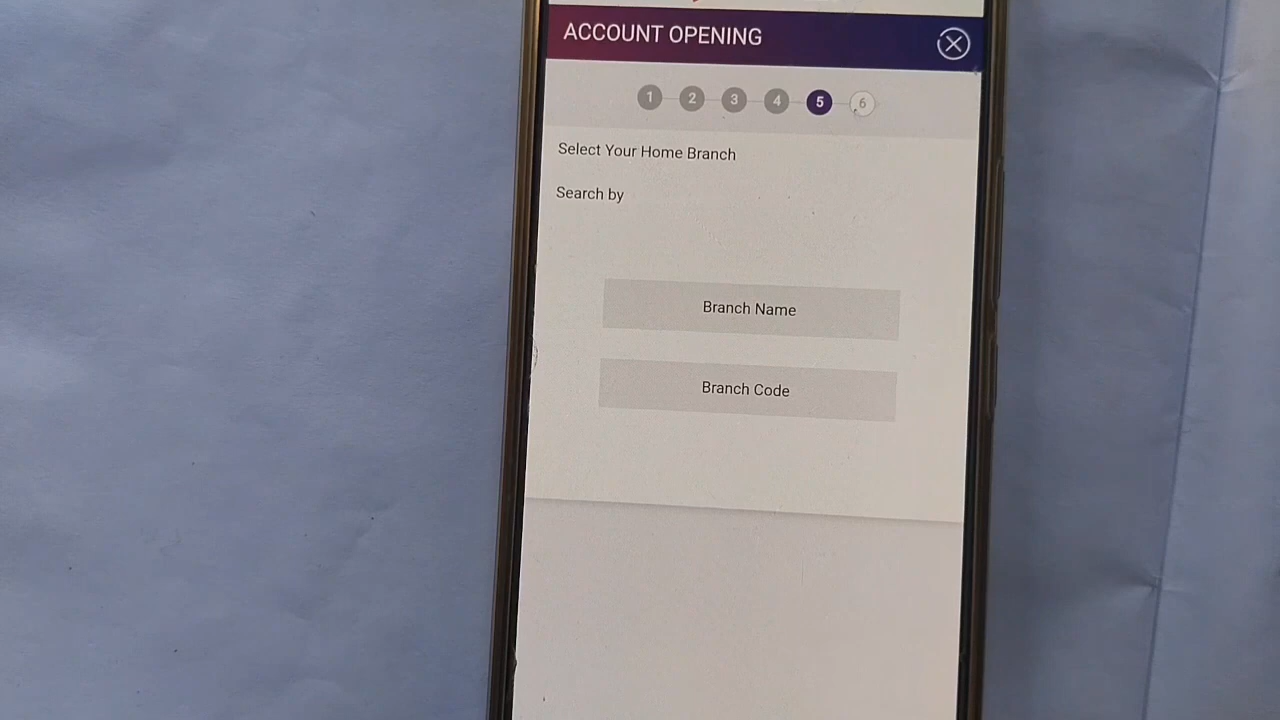 ACCOUNT OPENING
1 2 3 4 5 6
Select Your Home Branch
Search by
Branch Name
Branch Code